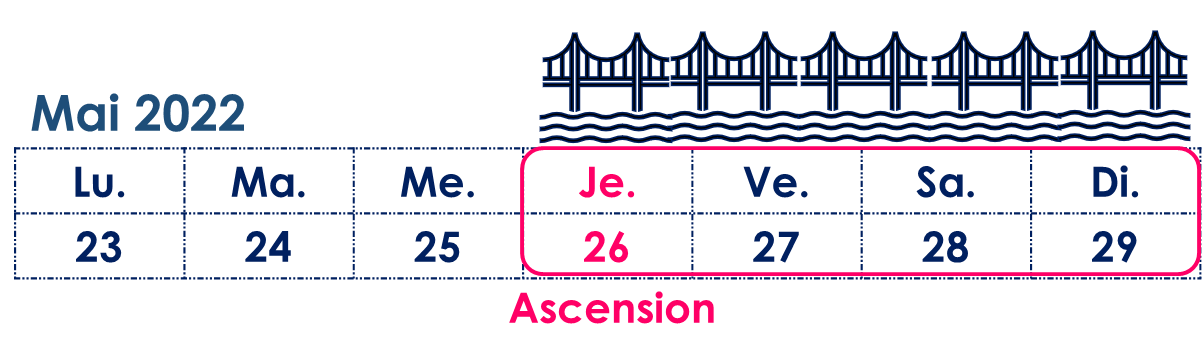 Mai 2022
Lu. Ma. Me. Je. Ve. Sa. Di.
23 24 25 26 27 28 29
Ascension